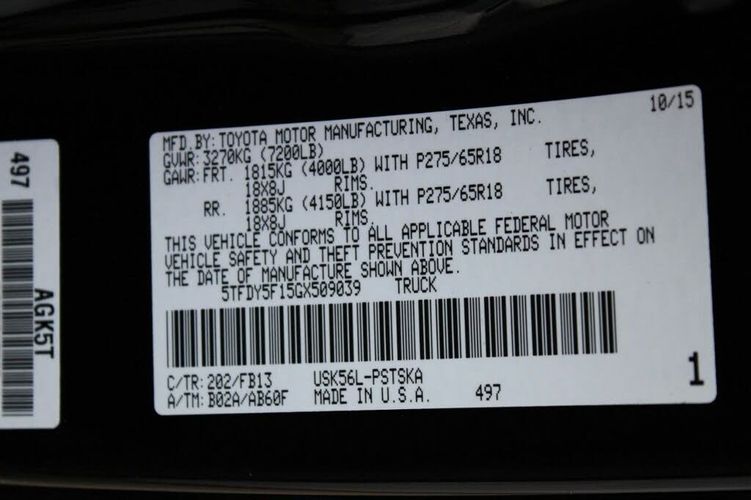 10/15
MFD.BY: TOYOTA MOTOR MANUFACTURING, TEXAS, INC.
GVWR: 3270KG (7200LB)
GAWR: FRT. 1815KG (4000LB) WITH P275/65R18 TIRES,
18X8J RIMS.
RR. 1885KG (4150LB) WITH P275/65R18 TIRES,
18X8J RIMS.
THIS VEHICLE CONFORMS TO ALL APPLICABLE FEDERAL MOTOR
VEHICLE SAFETY AND THEFT PREVENTION STANDARDS IN EFFECT ON
THE DATE OF MANUFACTURE SHOWN ABOVE.
5TFDY5F15GX509039 TRUCK
C/TR: 202/FB13 USK56L-PSTSKA
A/TM: B02A/AB60F MADE IN U.S.A. 497
1
497
AGK5T